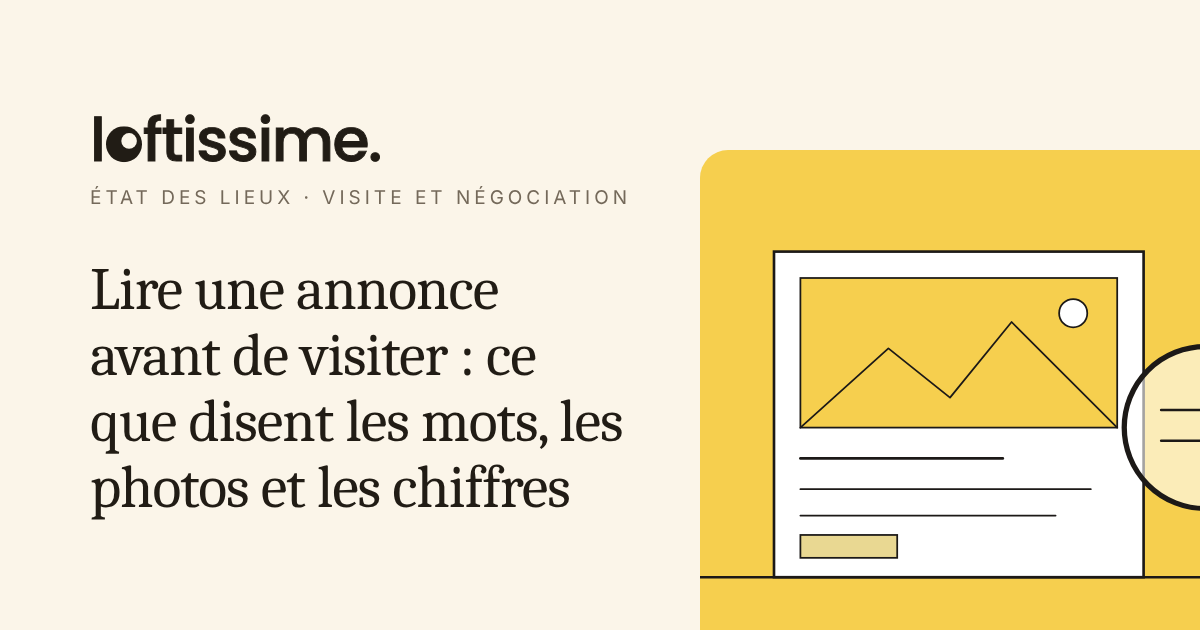 loftissime.
ÉTAT DES LIEUX · VISITE ET NÉGOCIATION
Lire une annonce
avant de visiter : ce
que disent les mots, les
photos et les chiffres